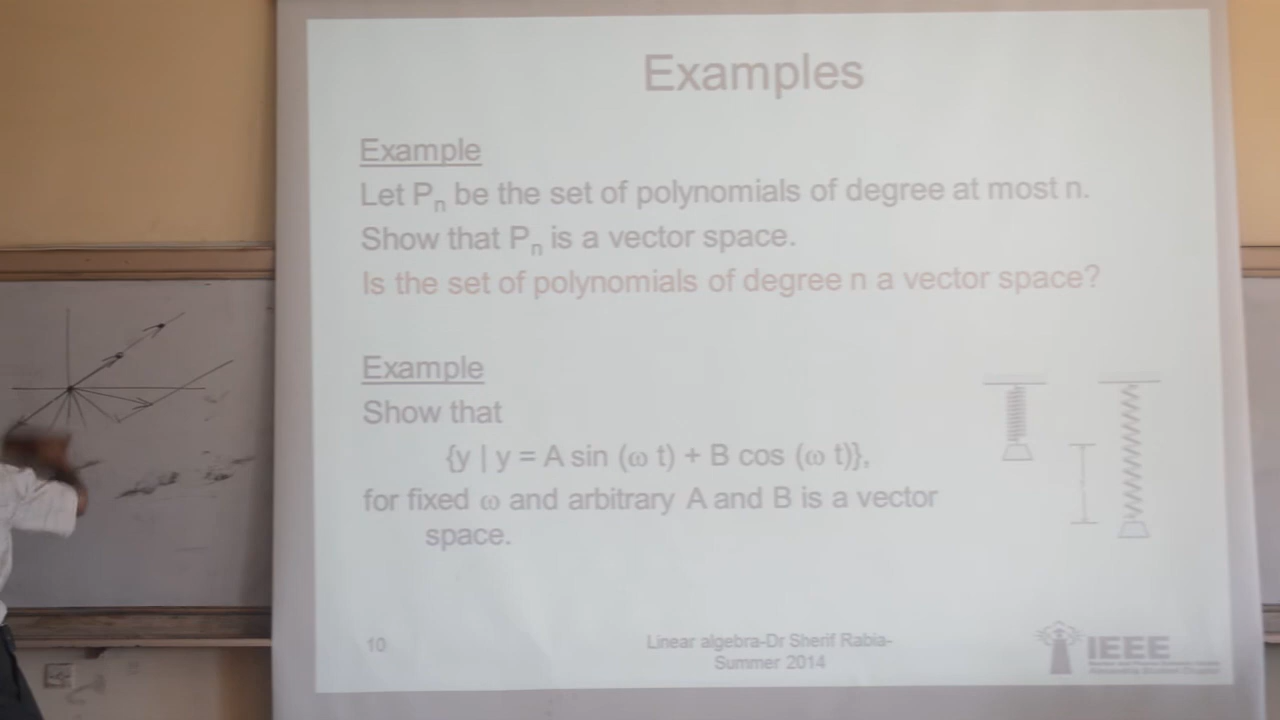 Examples
Example
Let Pn be the set of polynomials of degree at most n.
Show that Pn is a vector space.
Is the set of polynomials of degree n a vector space?
Example
Show that
{y | y = A sin (ω t) + B cos (ω t)},
for fixed ω and arbitrary A and B is a vector
space.
10
Linear algebra-Dr Sherif Rabia-
Summer 2014
IEEE